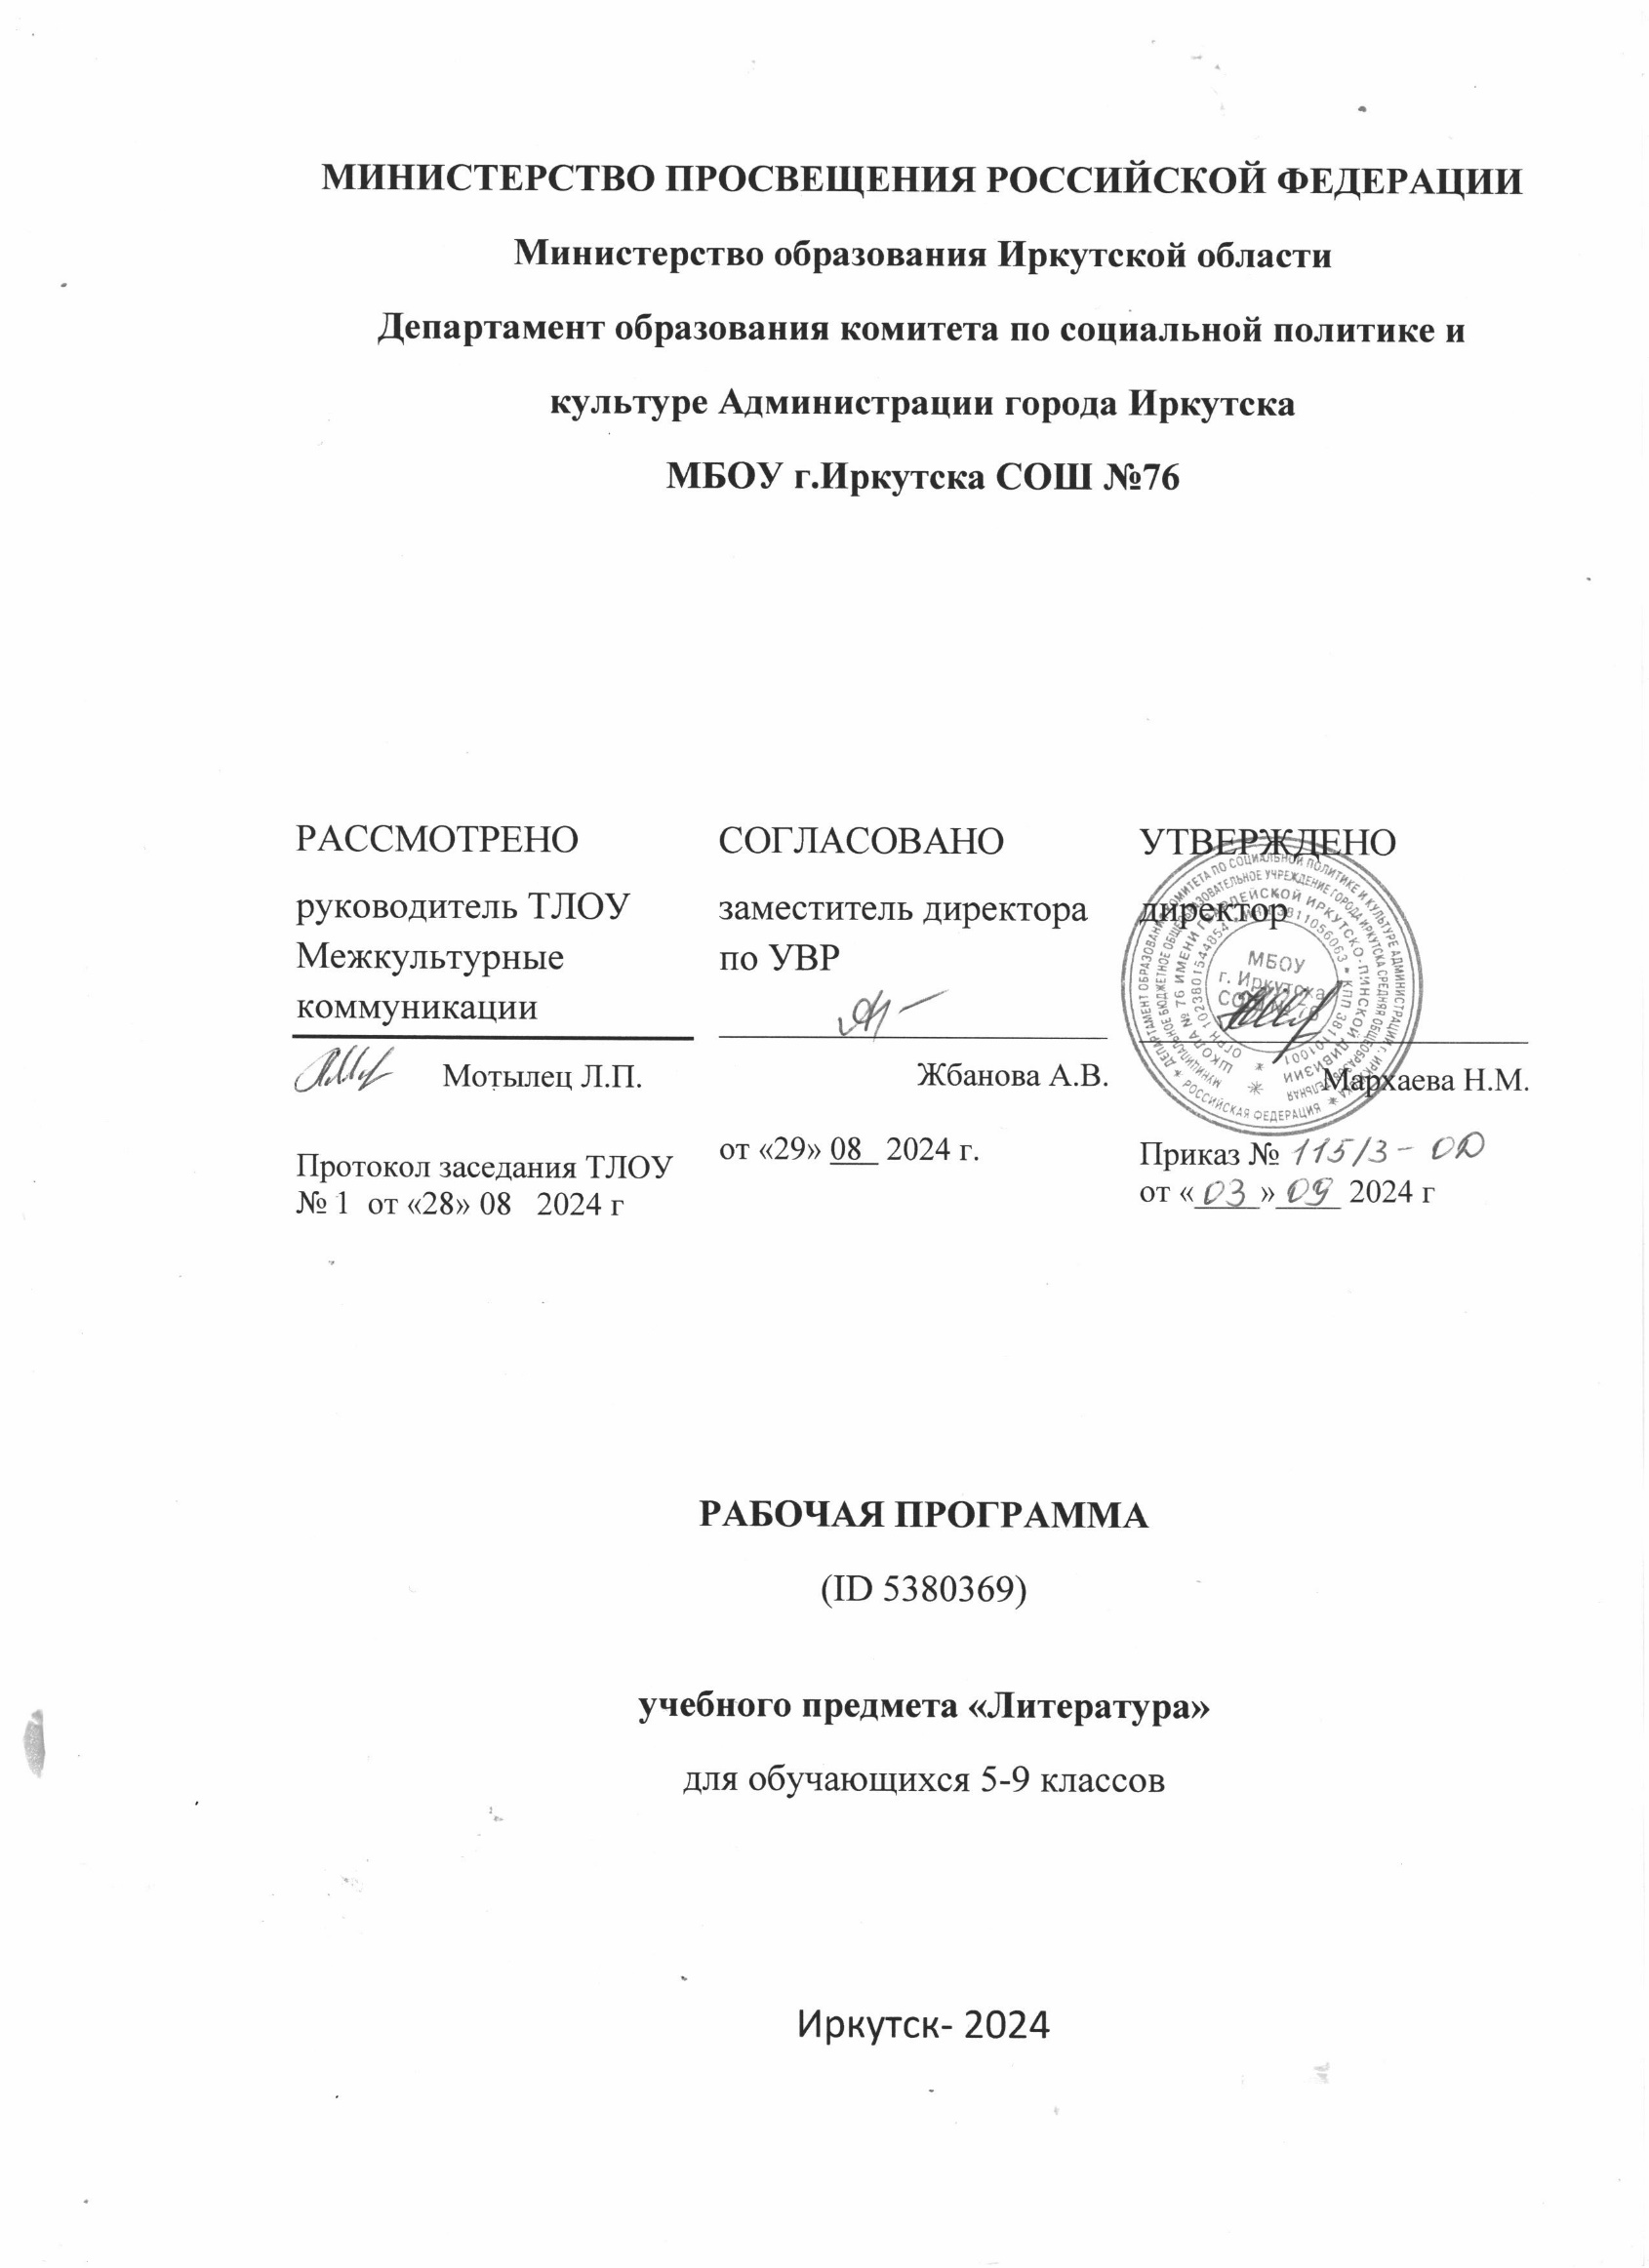 МИНИСТЕРСТВО ПРОСВЕЩЕНИЯ РОССИЙСКОЙ ФЕДЕРАЦИИ
Министерство образования Иркутской области
Департамент образования комитета по социальной политике и
культуре Администрации города Иркутска
МБОУ г.Иркутска СОШ №76
РАССМОТРЕНО
руководитель ТЛОУ
Межкультурные
коммуникации
Мотылец Л.П.
Протокол заседания ТЛОУ
№ 1 от «28» 08 2024 г
СОГЛАСОВАНО
заместитель директора
по УВР
Жбанова А.В.
от «29» 08 2024 г.
УТВЕРЖДЕНО
директор
МБОУ
г. Иркутска
Мархаева Н.М.
Приказ № 115/3- ОД
от «03» 09 2024 г
РАБОЧАЯ ПРОГРАММА
(ID 5380369)
учебного предмета «Литература»
для обучающихся 5-9 классов
Иркутск- 2024